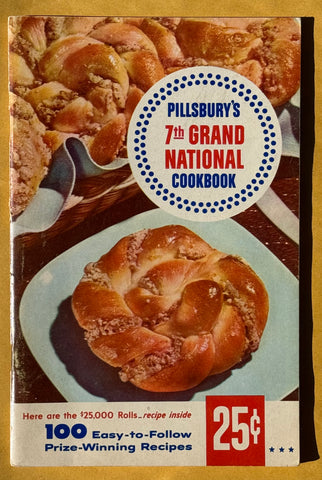 PILLSBURY'S
7th GRAND
NATIONAL
COOKBOOK
Here are the $25,000 Rolls... recipe inside
100 Easy-to-Follow
Prize-Winning Recipes
25¢
★★★